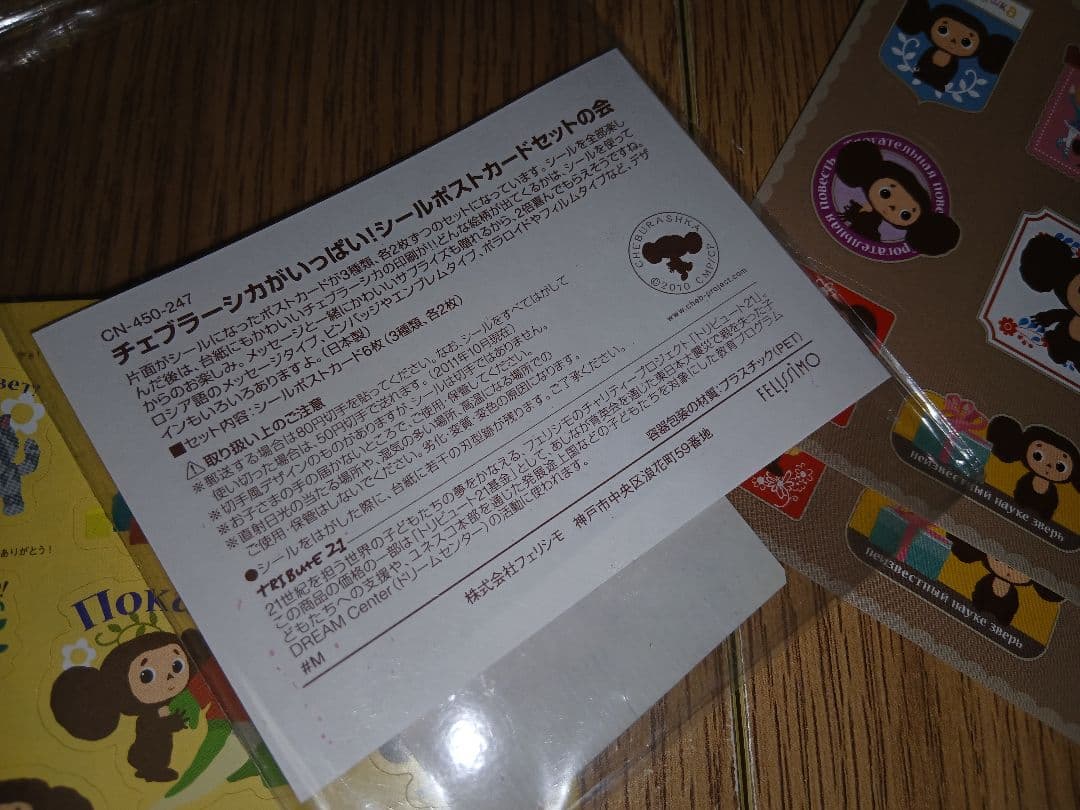 CN-450-247
チェブラーシカがいっぱい!シールポストカードセットの会
片面がシールになったポストカードが3種類、各2枚ずつのセットになっています。シールを全部楽し
んだ後は、台紙にもかわいいチェブラーシカの印刷が!!どんな絵柄が出てくるかは、シールを使って
からのお楽しみ。メッセージと一緒にかわいいサプライズも贈れるから、2倍喜んでもらえそうですね。
ロシア語のメッセージタイプ、ピンバッジやエンブレムタイプ、ポラロイドやフィルムタイプなど、デザ
インもいろいろありますよ。(日本製)
■セット内容:シールポストカード6枚(3種類、各2枚)
⚠取り扱い上のご注意
※郵送する場合は80円切手を貼ってください。なお、シールをすべてはがして
使い切った場合は50円切手で送れます。(2011年10月現在)
※切手風デザインのものがありますが、シールは切手ではありません。
※お子さまの手の届かないところで、ご使用・保管してください。
※直射日光の当たる場所や、湿気の多い場所、高温になる場所での
ご使用・保管はしないでください。劣化・変質・変色の原因になります。
●シールをはがした際に、台紙に若干の刃型跡が残ります。ご了承ください。
TRIBUTE 21
21世紀を担う世界の子どもたちの夢をかなえる、フェリシモのチャリティープロジェクト「トリビュート21」。
この商品の価格の一部は「トリビュート21基金」として、あしなが育英会を通した東日本大震災で親を失った子
どもたちへの支援や、ユネスコ本部を通した発展途上国などの子どもたちを対象にした教育プログラム
DREAM Center(ドリームセンター)の活動に使われます。
#M
容器包装の材質:プラスチック(PET)
株式会社フェリシモ 神戸市中央区浪花町59番地
FELISSIMO
CHEBURASHKA
©2010 CMP/CP
www.cheb-project.com
ありがとう!
Пока
трогательная повесть
неизвестный науке зверь
неизвестный науке зверь